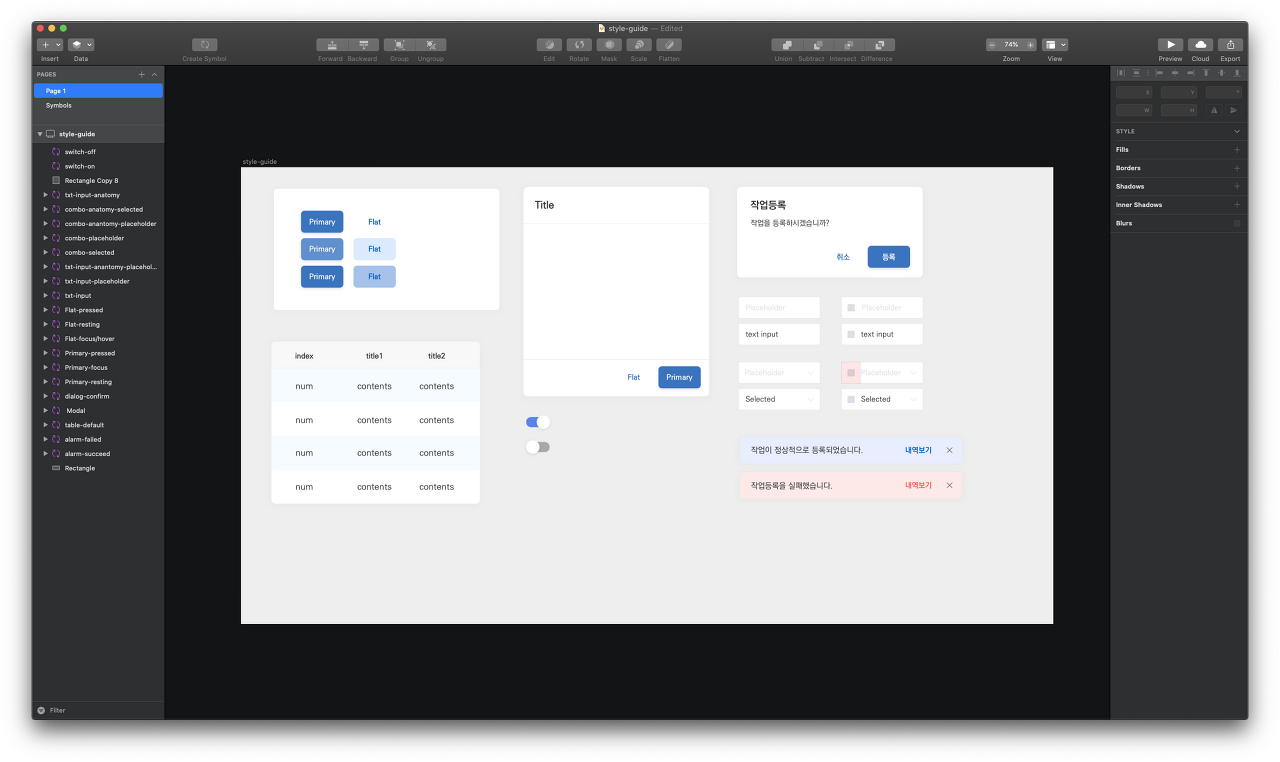 style-guide — Edited
Insert
Data
Create Symbol
Forward
Backward
Group
Ungroup
Edit
Rotate
Mask
Scale
Flatten
Union
Subtract
Intersect
Difference
74%
Zoom
View
Preview
Cloud
Export
PAGES
Page 1
Symbols
style-guide
switch-off
switch-on
Rectangle Copy 8
txt-input-anatomy
combo-anatomy-selected
combo-anantomy-placeholder
combo-placeholder
combo-selected
txt-input-anantomy-placehol...
txt-input-placeholder
txt-input
Flat-pressed
Flat-resting
Flat-focus/hover
Primary-pressed
Primary-focus
Primary-resting
dialog-confirm
Modal
table-default
alarm-failed
alarm-succeed
Rectangle
Filter
style-guide
Primary Flat
Primary Flat
Primary Flat
index title1 title2
num contents contents
num contents contents
num contents contents
num contents contents
Title
Flat Primary
작업등록
작업을 등록하시겠습니까?
취소 등록
Placeholder Placeholder
text input text input
Placeholder Placeholder
Selected Selected
작업이 정상적으로 등록되었습니다. 내역보기
작업등록을 실패했습니다. 내역보기
X Y °
W H
STYLE
Fills
Borders
Shadows
Inner Shadows
Blurs